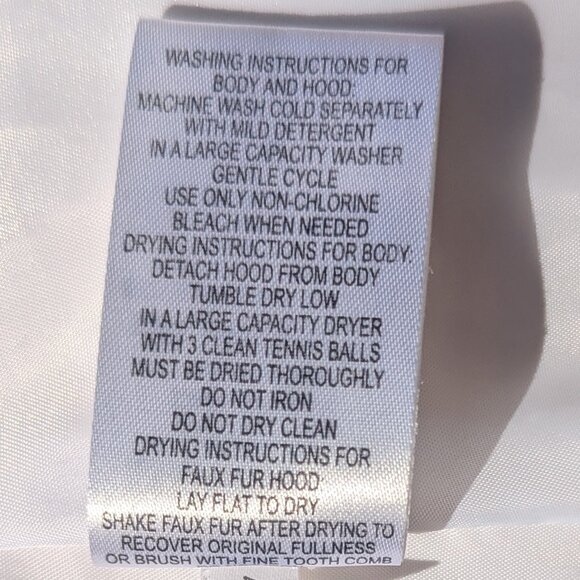 WASHING INSTRUCTIONS FOR
BODY AND HOOD:
MACHINE WASH COLD SEPARATELY
WITH MILD DETERGENT
IN A LARGE CAPACITY WASHER
GENTLE CYCLE
USE ONLY NON-CHLORINE
BLEACH WHEN NEEDED
DRYING INSTRUCTIONS FOR BODY:
DETACH HOOD FROM BODY
TUMBLE DRY LOW
IN A LARGE CAPACITY DRYER
WITH 3 CLEAN TENNIS BALLS
MUST BE DRIED THOROUGHLY
DO NOT IRON
DO NOT DRY CLEAN
DRYING INSTRUCTIONS FOR
FAUX FUR HOOD:
LAY FLAT TO DRY
SHAKE FAUX FUR AFTER DRYING TO
RECOVER ORIGINAL FULLNESS
OR BRUSH WITH FINE TOOTH COMB